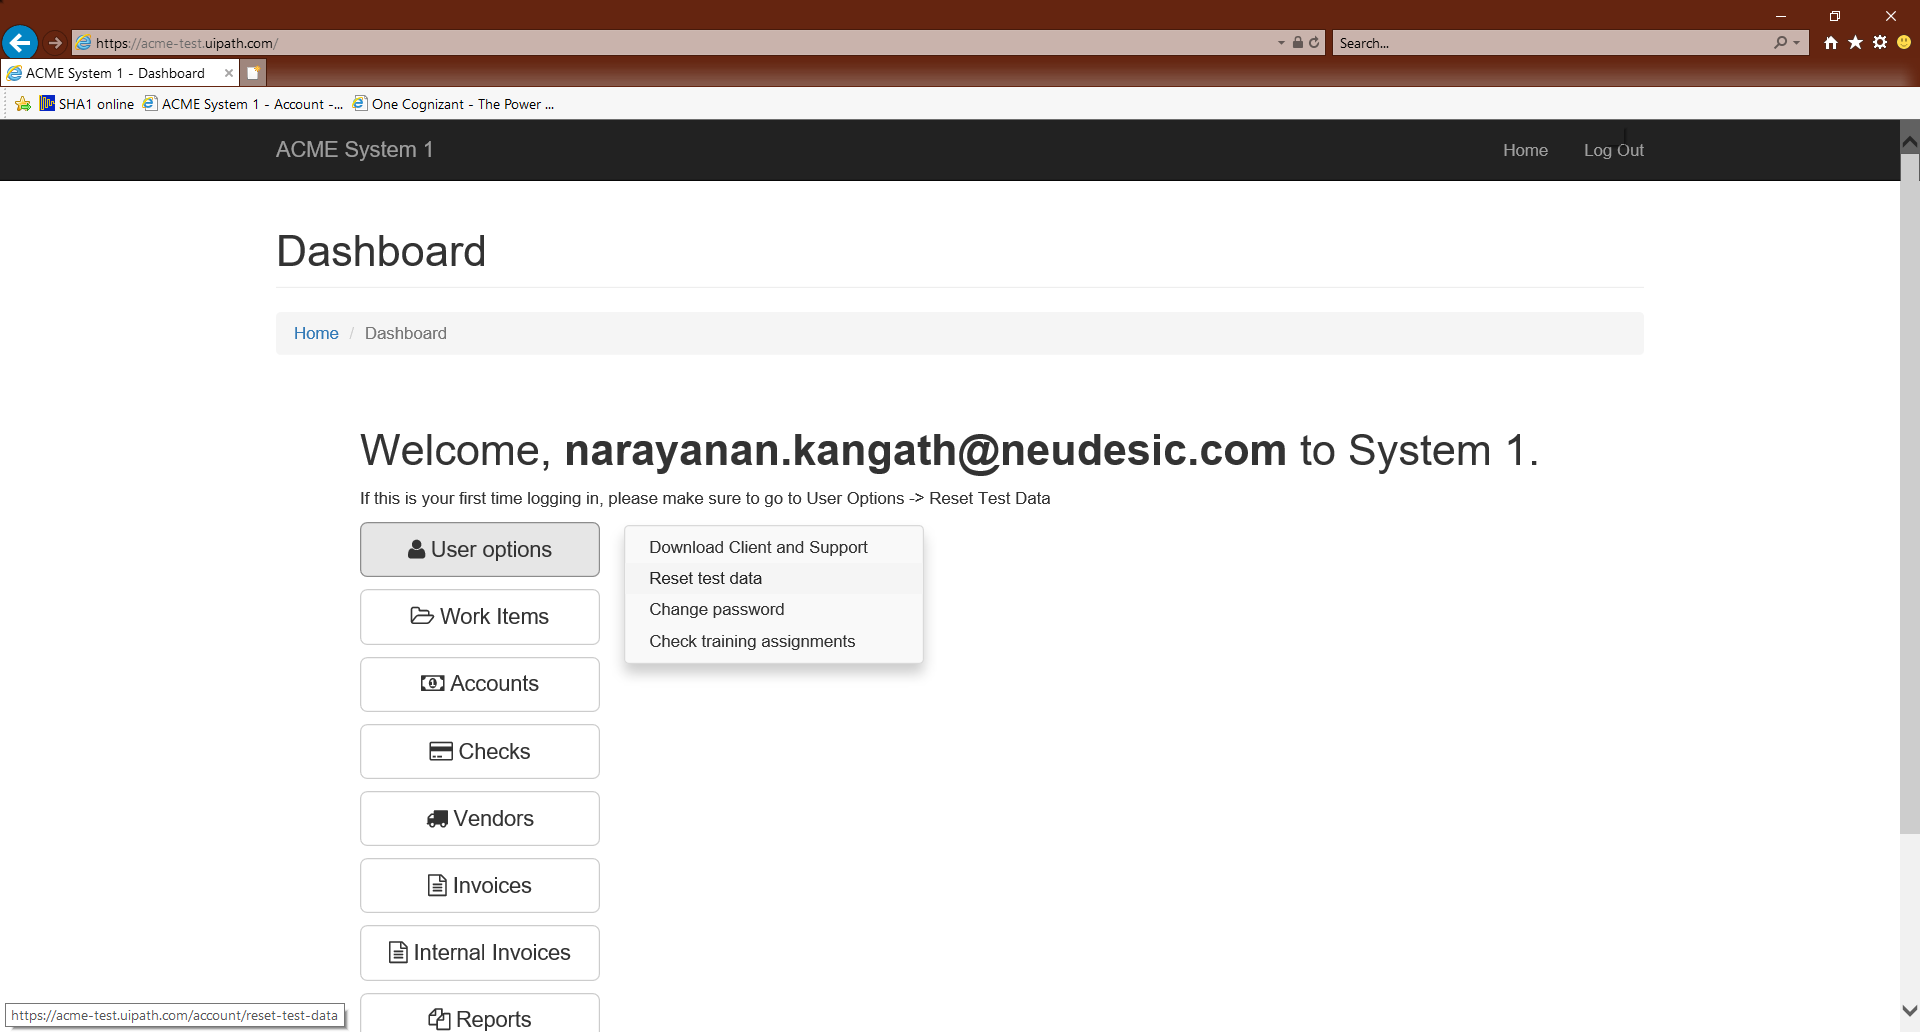 https://acme-test.uipath.com/
Search...
ACME System 1 - Dashboard
SHA1 online
ACME System 1 - Account -...
One Cognizant - The Power ...
ACME System 1
Home
Log Out
Dashboard
Home / Dashboard
Welcome, narayanan.kangath@neudesic.com to System 1.
If this is your first time logging in, please make sure to go to User Options -> Reset Test Data
User options
Download Client and Support
Reset test data
Change password
Check training assignments
Work Items
Accounts
Checks
Vendors
Invoices
Internal Invoices
Reports
https://acme-test.uipath.com/account/reset-test-data